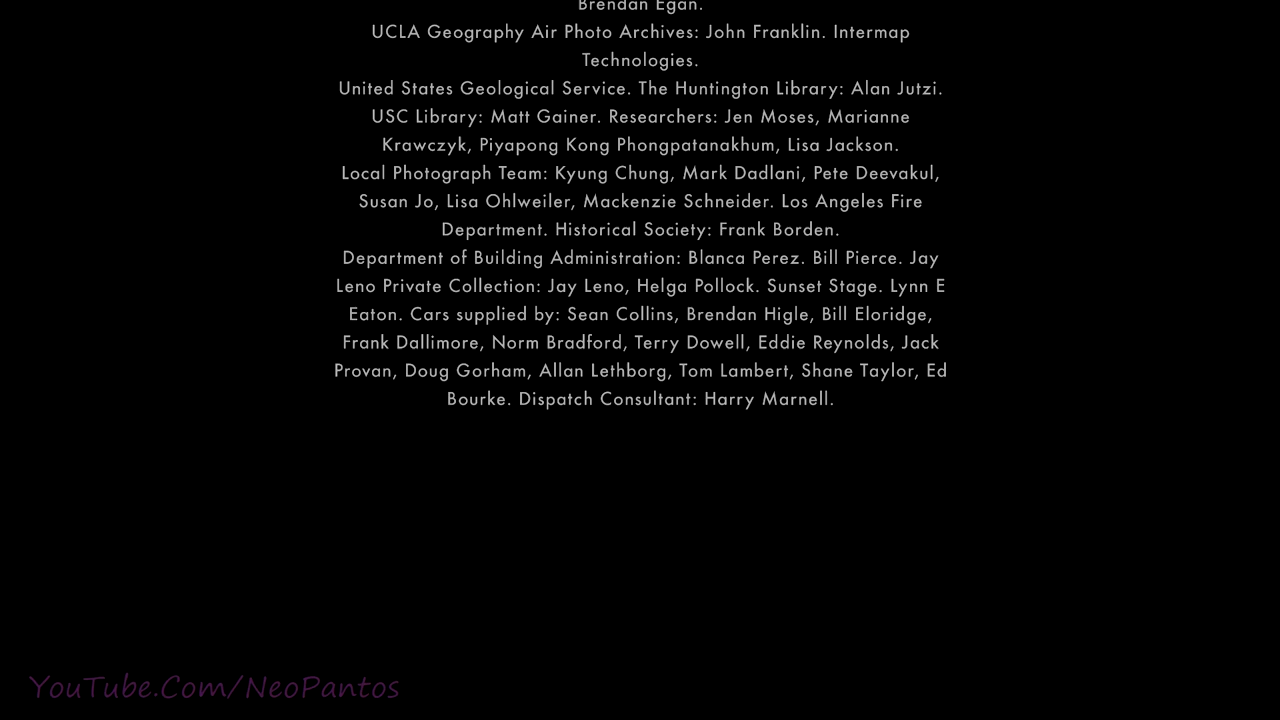 Brendan Egan.
UCLA Geography Air Photo Archives: John Franklin. Intermap
Technologies.
United States Geological Service. The Huntington Library: Alan Jutzi.
USC Library: Matt Gainer. Researchers: Jen Moses, Marianne
Krawczyk, Piyapong Kong Phongpatanakhum, Lisa Jackson.
Local Photograph Team: Kyung Chung, Mark Dadlani, Pete Deevakul,
Susan Jo, Lisa Ohlweiler, Mackenzie Schneider. Los Angeles Fire
Department. Historical Society: Frank Borden.
Department of Building Administration: Blanca Perez. Bill Pierce. Jay
Leno Private Collection: Jay Leno, Helga Pollock. Sunset Stage. Lynn E
Eaton. Cars supplied by: Sean Collins, Brendan Higle, Bill Eloridge,
Frank Dallimore, Norm Bradford, Terry Dowell, Eddie Reynolds, Jack
Provan, Doug Gorham, Allan Lethborg, Tom Lambert, Shane Taylor, Ed
Bourke. Dispatch Consultant: Harry Marnell.
YouTube.Com/NeoPantos